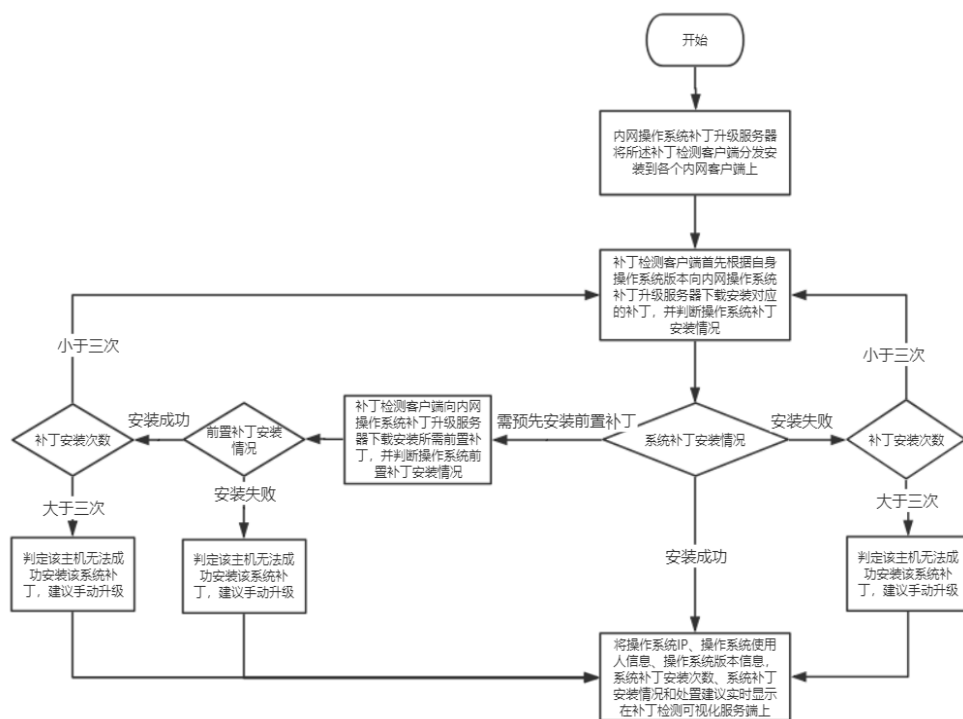 开始
内网操作系统补丁升级服务器
将所述补丁检测客户端分发安
装到各个内网客户端上
补丁检测客户端首先根据自身
操作系统版本向内网操作系统
补丁升级服务器下载安装对应
的补丁，并判断操作系统补丁
安装情况
小于三次
小于三次
补丁安装次数
安装成功
前置补丁安装
情况
补丁检测客户端向内网
操作系统补丁升级服务
器下载安装所需前置补
丁，并判断操作系统前
置补丁安装情况
需预先安装前置补丁
系统补丁安装情况
安装失败
补丁安装次数
大于三次
安装失败
安装成功
大于三次
判定该主机无法成
功安装该系统补
丁，建议手动升级
判定该主机无法成
功安装该系统补
丁，建议手动升级
判定该主机无法成
功安装该系统补
丁，建议手动升级
将操作系统IP、操作系统使用
人信息、操作系统版本信息，
系统补丁安装次数、系统补丁
安装情况和处置建议实时显示
在补丁检测可视化服务端上